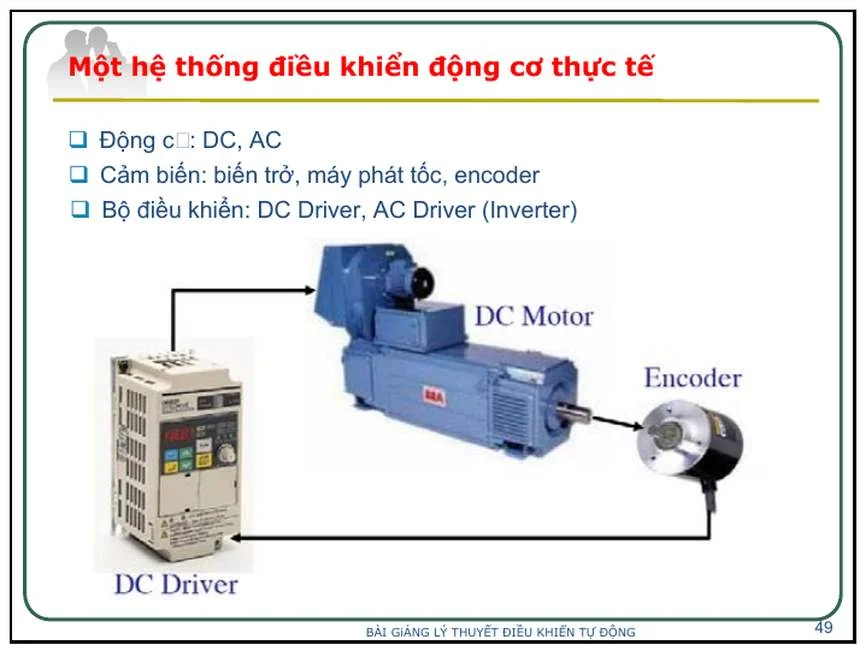 Một hệ thống điều khiển động cơ thực tế
❑ Động c□: DC, AC
❑ Cảm biến: biến trở, máy phát tốc, encoder
❑ Bộ điều khiển: DC Driver, AC Driver (Inverter)
DC Motor
Encoder
DC Driver
BÀI GiẢNG LÝ THUYẾT ĐIỀU KHIỂN TỰ ĐỘNG
49